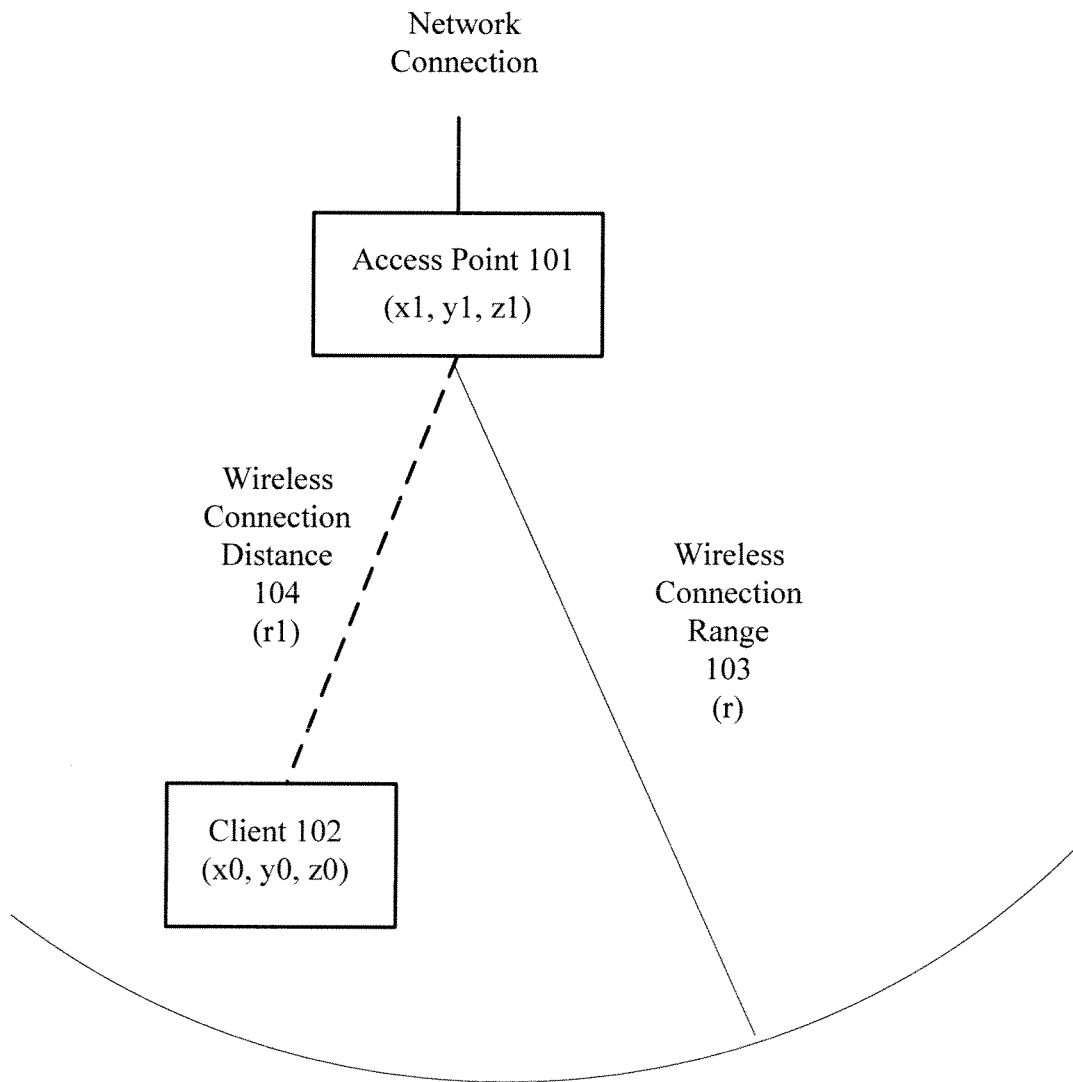 Network
Connection
Access Point 101
(x1, y1, z1)
Wireless
Connection
Distance
104
(r1)
Wireless
Connection
Range
103
(r)
Client 102
(x0, y0, z0)